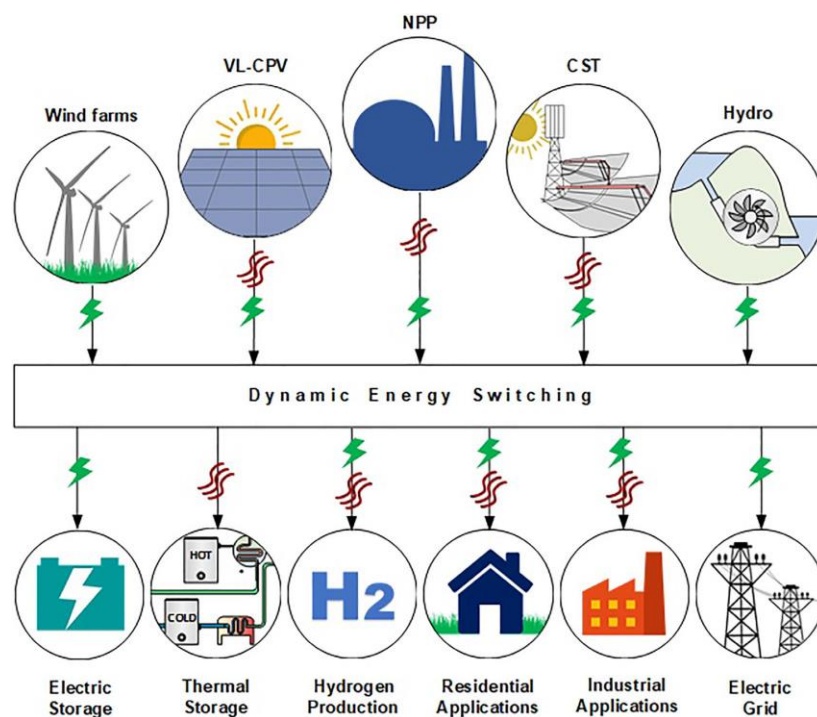 NPP
VL-CPV
CST
Wind farms
Hydro
Dynamic Energy Switching
HOT
COLD
H2
Electric
Storage
Thermal
Storage
Hydrogen
Production
Residential
Applications
Industrial
Applications
Electric
Grid